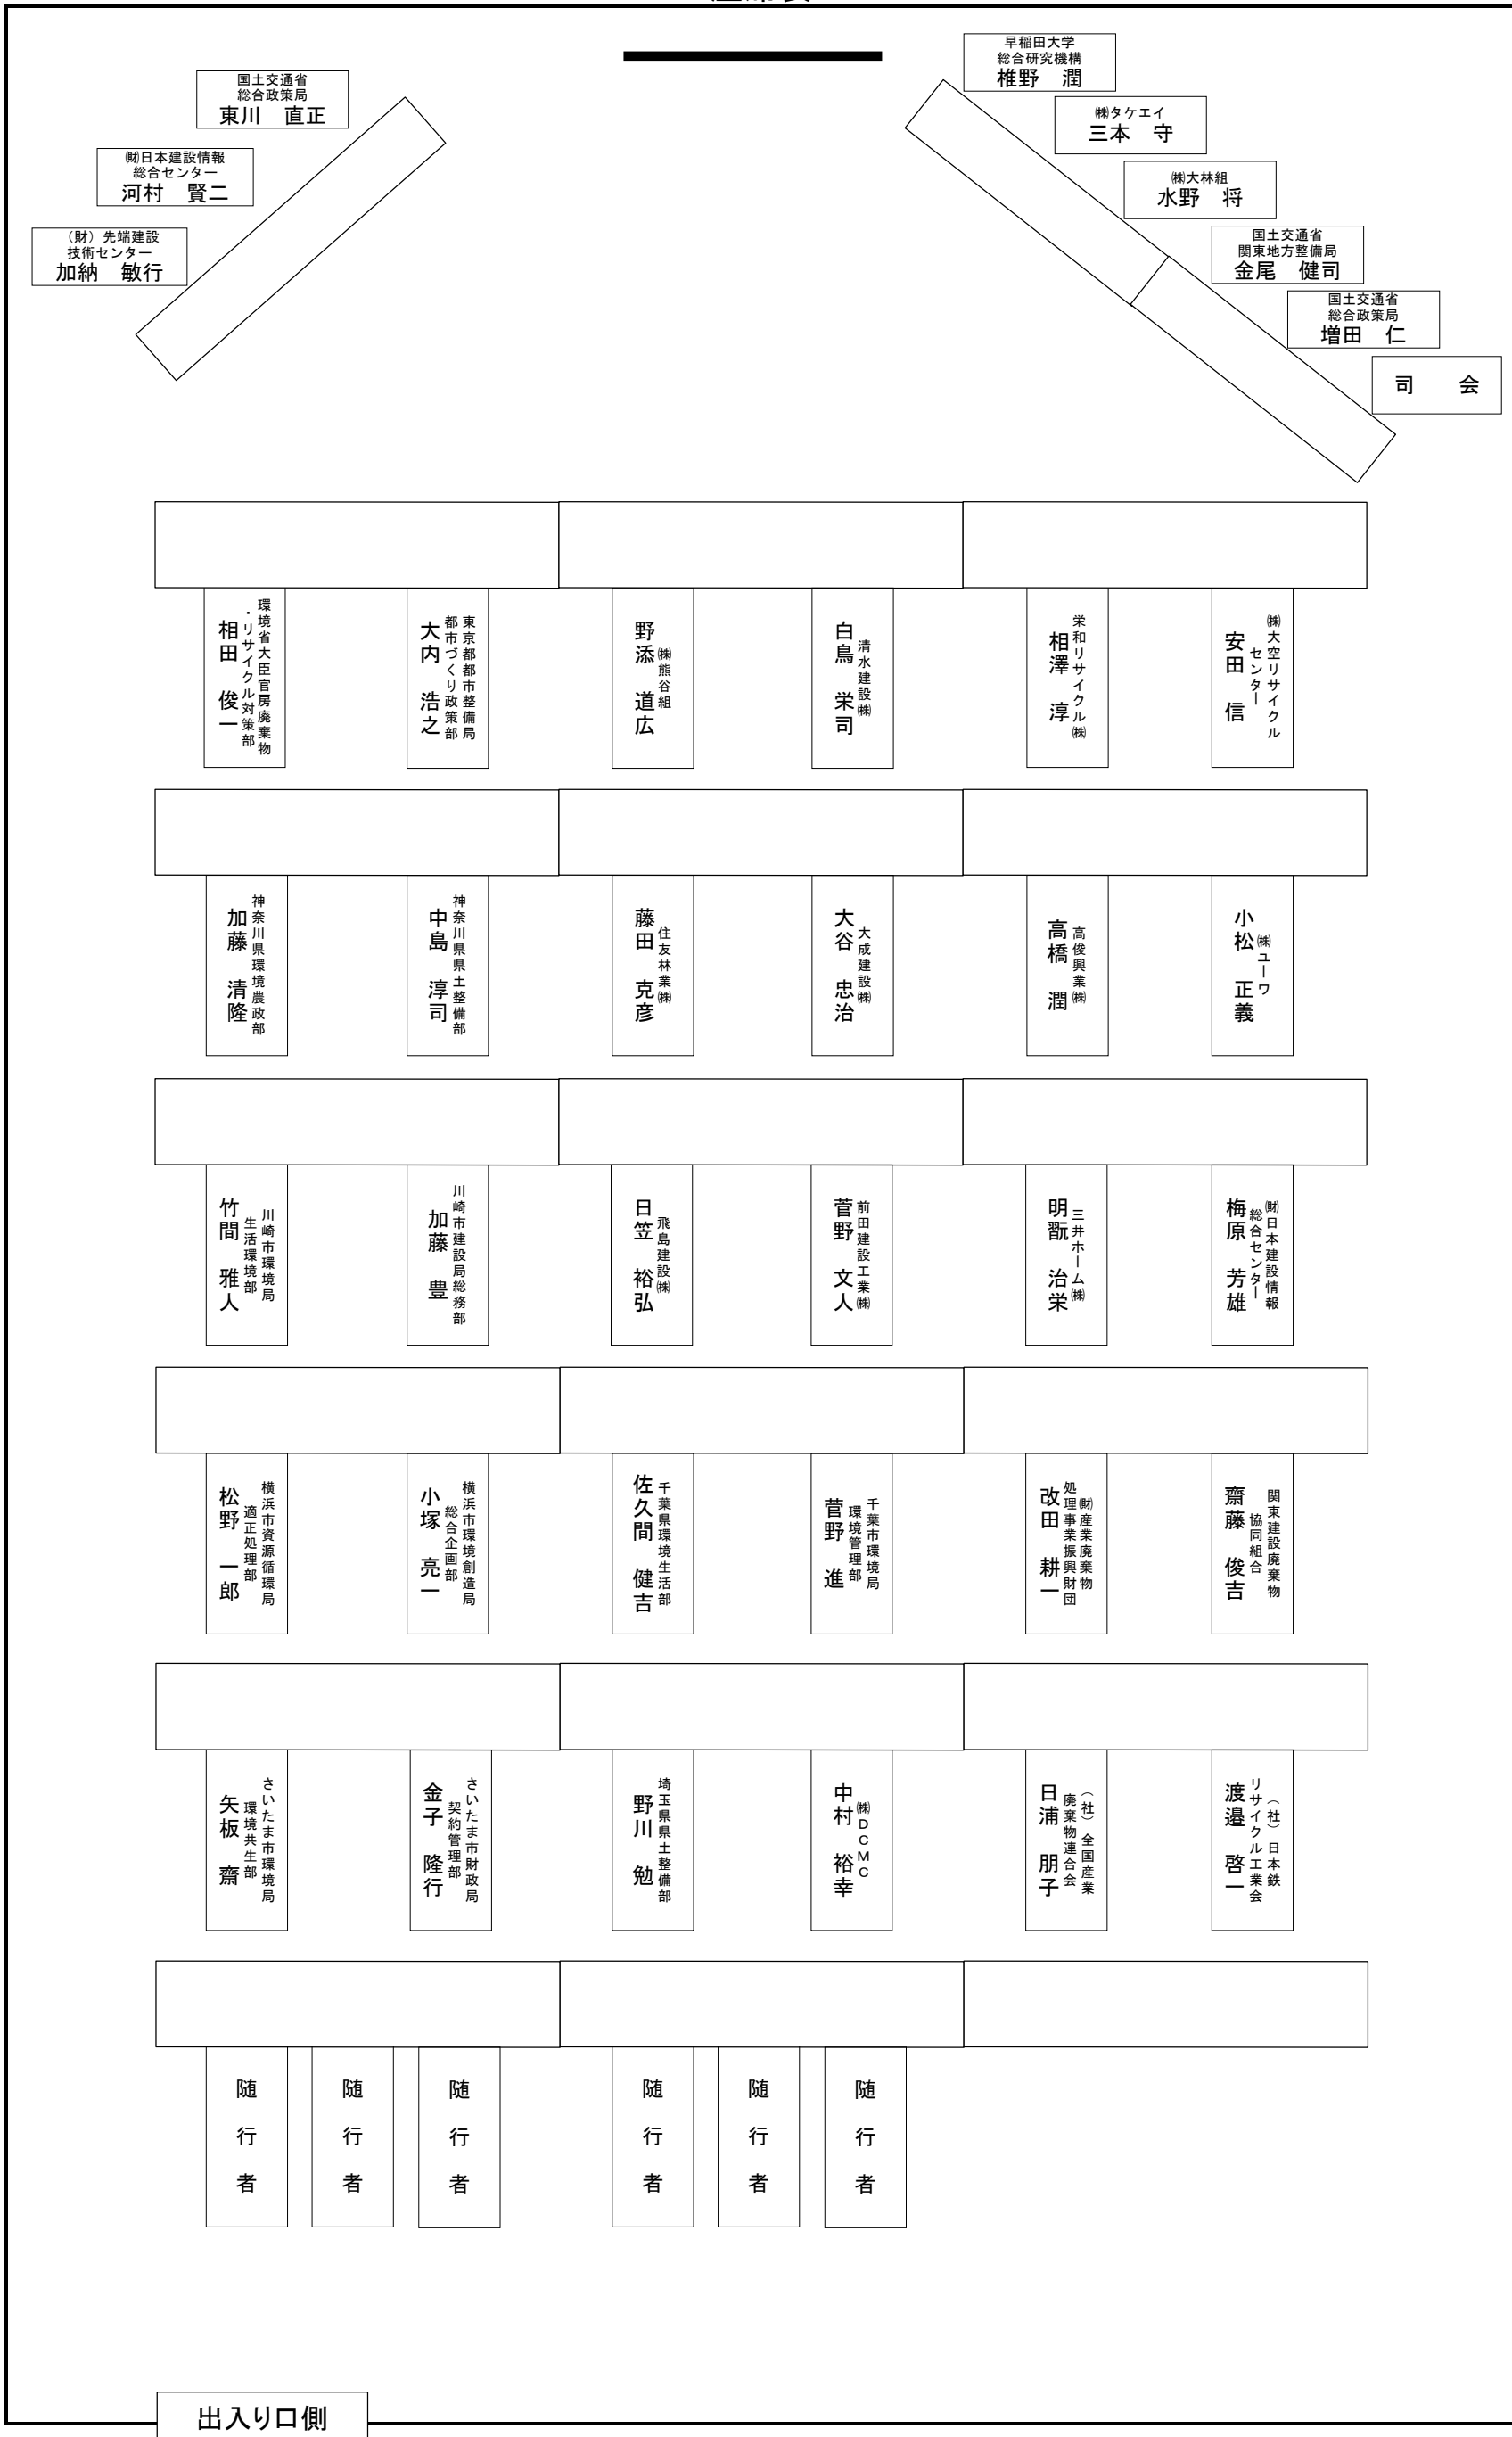 早稲田大学
総合研究機構
椎野　潤
国土交通省
総合政策局
東川　直正
㈱タケエイ
三本　守
㈶日本建設情報
総合センター
河村　賢二
㈱大林組
水野　将
（財）先端建設
技術センター
加納　敏行
国土交通省
関東地方整備局
金尾　健司
国土交通省
総合政策局
増田　仁
司　　会
環境省大臣官房廃棄物
・リサイクル対策部
相田　俊一
東京都都市整備局
都市づくり政策部
大内　浩之
㈱熊谷組
野添　道広
清水建設㈱
白鳥　栄司
栄和リサイクル㈱
相澤　淳
㈱大空リサイクル
センター
安田　信
神奈川県環境農政部
加藤　清隆
神奈川県県土整備部
中島　淳司
住友林業㈱
藤田　克彦
大成建設㈱
大谷　忠治
高俊興業㈱
高橋　潤
㈱ユーワ
小松　正義
川崎市環境局
生活環境部
竹間　雅人
川崎市建設局総務部
加藤　豊
飛島建設㈱
日笠　裕弘
前田建設工業㈱
菅野　文人
三井ホーム㈱
明翫　治栄
㈶日本建設情報
総合センター
梅原　芳雄
横浜市資源循環局
適正処理部
松野　一郎
横浜市環境創造局
総合企画部
小塚　亮一
千葉県環境生活部
佐久間　健吉
千葉市環境局
環境管理部
菅野　進
㈶産業廃棄物
処理事業振興財団
改田　耕一
関東建設廃棄物
協同組合
齋藤　俊吉
さいたま市環境局
環境共生部
矢板　齋
さいたま市財政局
契約管理部
金子　隆行
埼玉県県土整備部
野川　勉
㈱ＤＣＭＣ
中村　裕幸
（社）全国産業
廃棄物連合会
日浦　朋子
（社）日本鉄
リサイクル工業会
渡邉　啓一
随行者
随行者
随行者
随行者
随行者
随行者
出入り口側